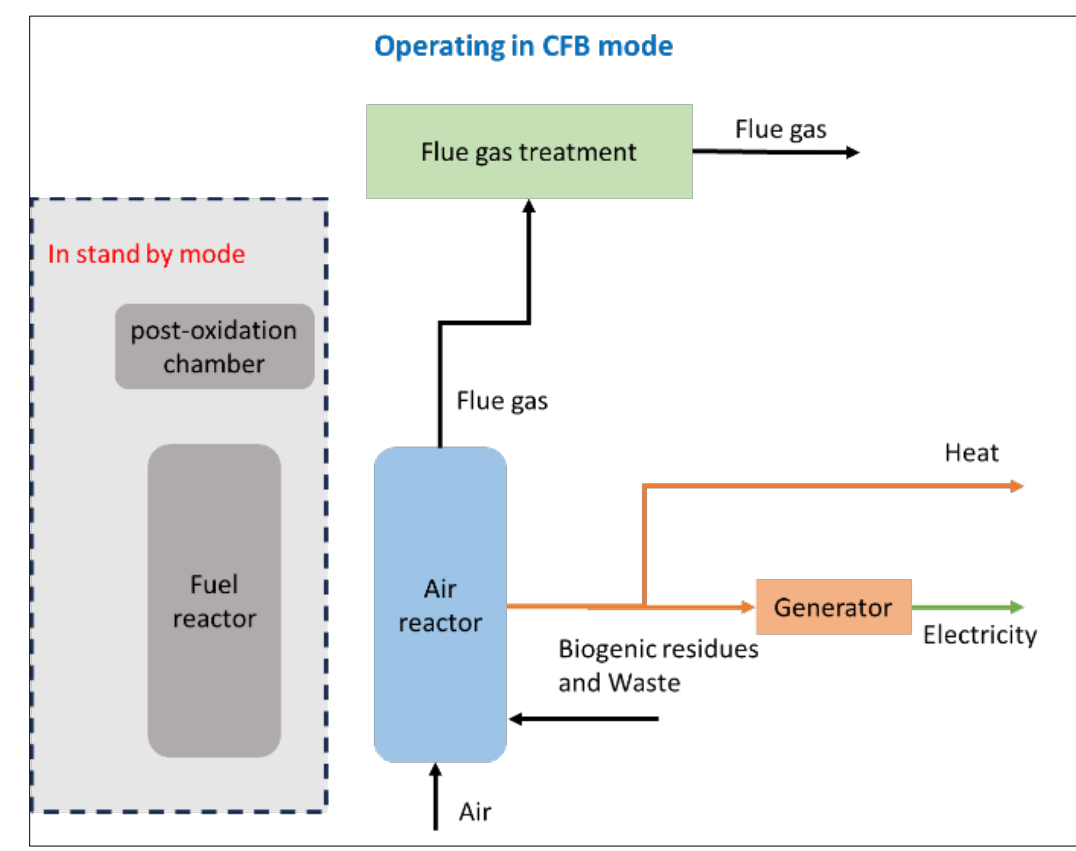 Operating in CFB mode
Flue gas treatment
Flue gas
In stand by mode
post-oxidation
chamber
Flue gas
Heat
Fuel
reactor
Air
reactor
Generator
Electricity
Biogenic residues
and Waste
Air